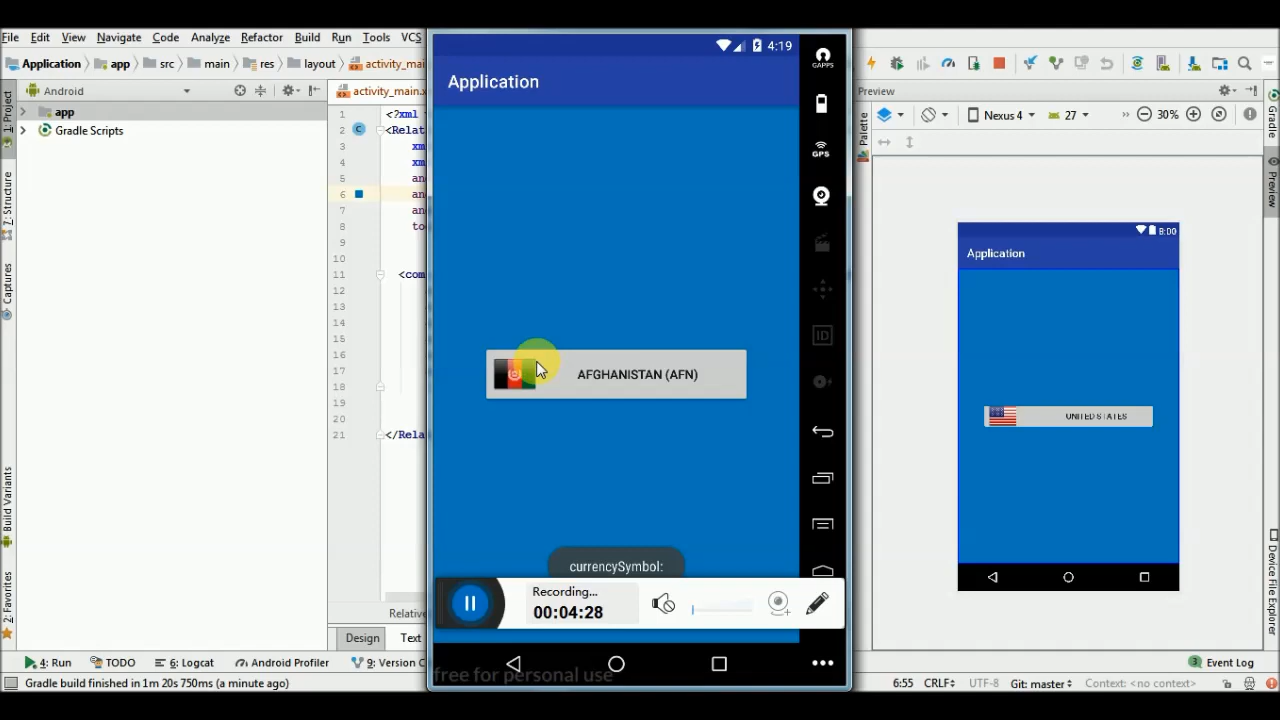 File Edit View Navigate Code Analyze Refactor Build Run Tools VCS
Application app src main res layout activity_ma
Android
activity_main.x
1: Project
7: Structure
Captures
Build Variants
2: Favorites
app
Gradle Scripts
1 <?xml
2 <Relat
3 xm
4 xm
5 an
6 an
7 an
8 to
9
10
11 <com
12
13
14
15
16
17
18
19
20
21 </Rela
Relative
Design Text
4:19
Application
AFGHANISTAN (AFN)
currencySymbol:
Recording...
00:04:28
free for personal use
GAPPS
GPS
ID
Preview
Palette
Nexus 4 27 30%
8:00
Application
UNITED STATES
Gradle
Preview
Device File Explorer
4: Run TODO 6: Logcat Android Profiler 9: Version C
3 Event Log
Gradle build finished in 1m 20s 750ms (a minute ago)
6:55 CRLF UTF-8 Git: master Context: <no context>